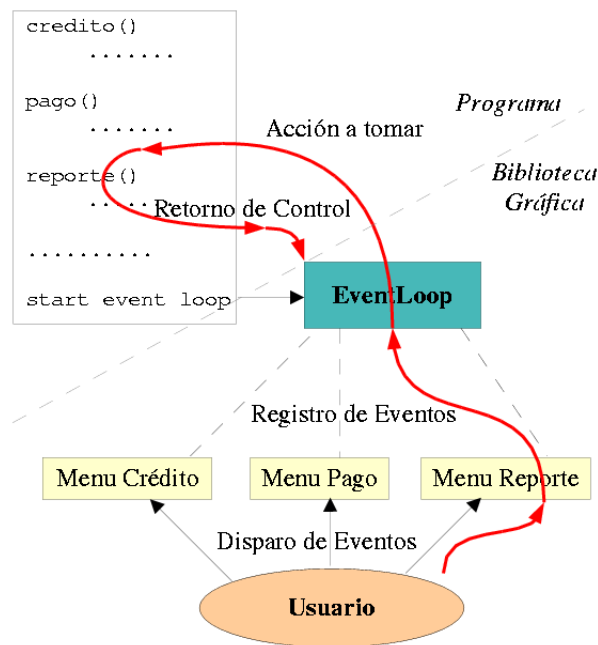 credito()
.......
pago()
.......
reporte()
.......
..........
start event loop
Programa
Acción a tomar
Biblioteca
Gráfica
Retorno de Control
EventLoop
Registro de Eventos
Menu Crédito
Menu Pago
Menu Reporte
Disparo de Eventos
Usuario